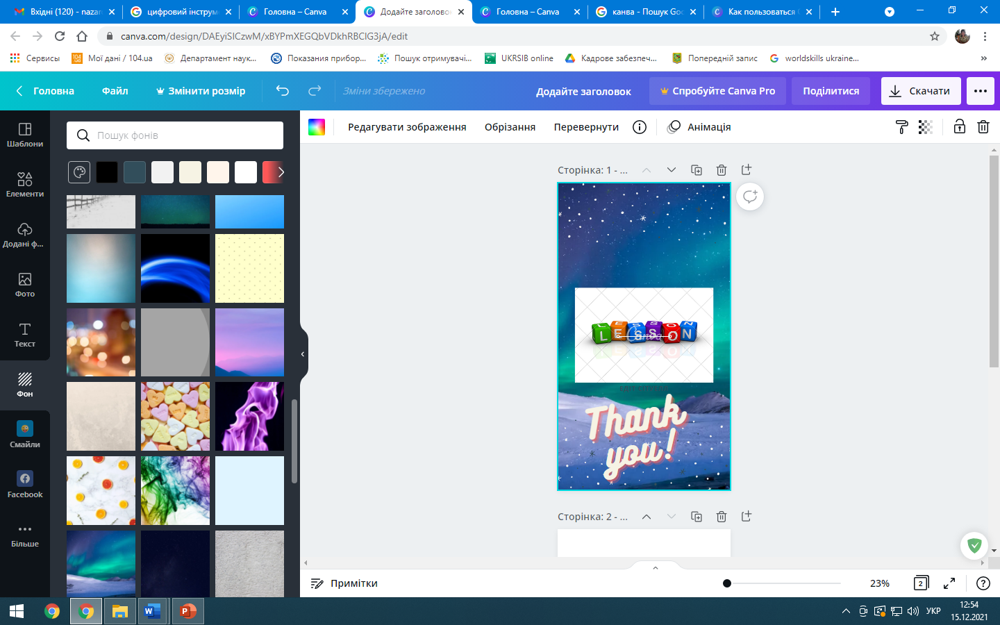 Вхідні (120) - nazar
цифровий інструм
Головна – Canva
Додайте заголово
Головна – Canva
канва - Пошук Goo
Как пользоваться
canva.com/design/DAEyiSICzwM/xBYPmXEGQbVDkhRBCIG3jA/edit
Сервисы
Мої дані / 104.ua
Департамент наук...
Показания прибор...
Пошук отримувачі...
UKRSIB online
Кадрове забезпеч...
Попередній запис
worldskills ukraine...
»
Головна
Файл
Змінити розмір
Зміни збережено
Додайте заголовок
Спробуйте Canva Pro
Поділитися
Скачати
Шаблони
Елементи
Додані ф...
Фото
Текст
Фон
Смайли
Facebook
Більше
Пошук фонів
Редагувати зображення
Обрізання
Перевернути
Анімація
Сторінка: 1 - ...
LESSON
Canva
Thank
you!
Сторінка: 2 - ...
Примітки
23%
2
УКР
12:54
15.12.2021